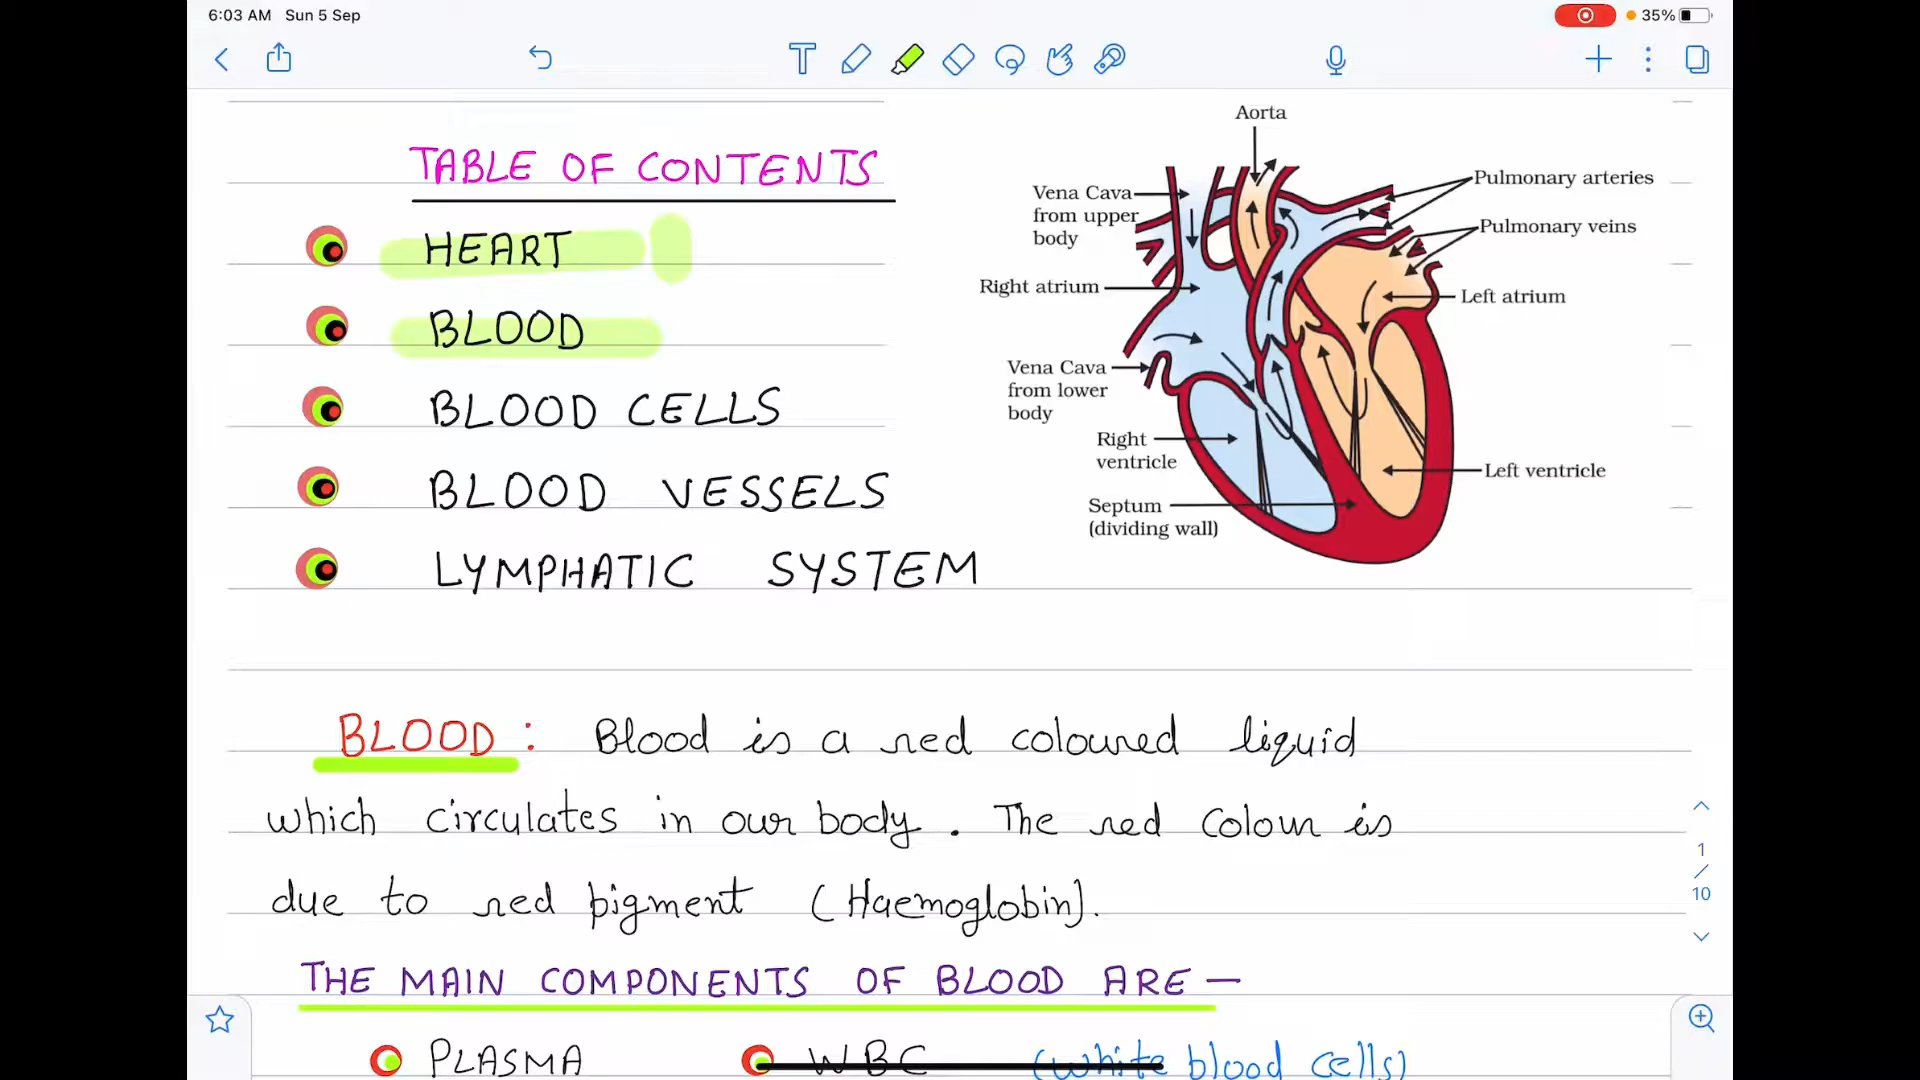 6:03 AM Sun 5 Sep
35%
TABLE OF CONTENTS
HEART
BLOOD
BLOOD CELLS
BLOOD VESSELS
LYMPHATIC SYSTEM
Aorta
Vena Cava
from upper
body
Pulmonary arteries
Pulmonary veins
Right atrium
Left atrium
Vena Cava
from lower
body
Right
ventricle
Left ventricle
Septum
(dividing wall)
BLOOD : Blood is a red coloured liquid
which circulates in our body. The red colour is
due to red pigment (Haemoglobin).
THE MAIN COMPONENTS OF BLOOD ARE —
PLASMA WBC (white blood cells)
1
/
10